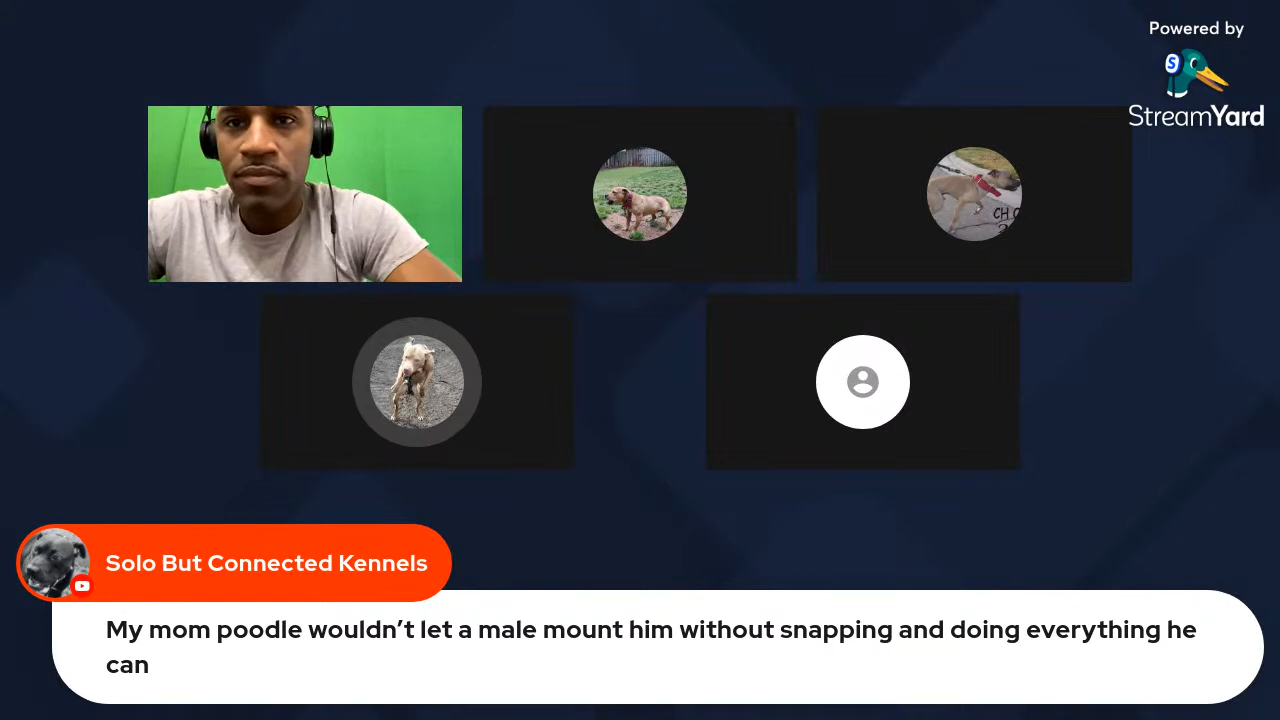 Powered by
S
StreamYard
CH.
Solo But Connected Kennels
My mom poodle wouldn't let a male mount him without snapping and doing everything he
can